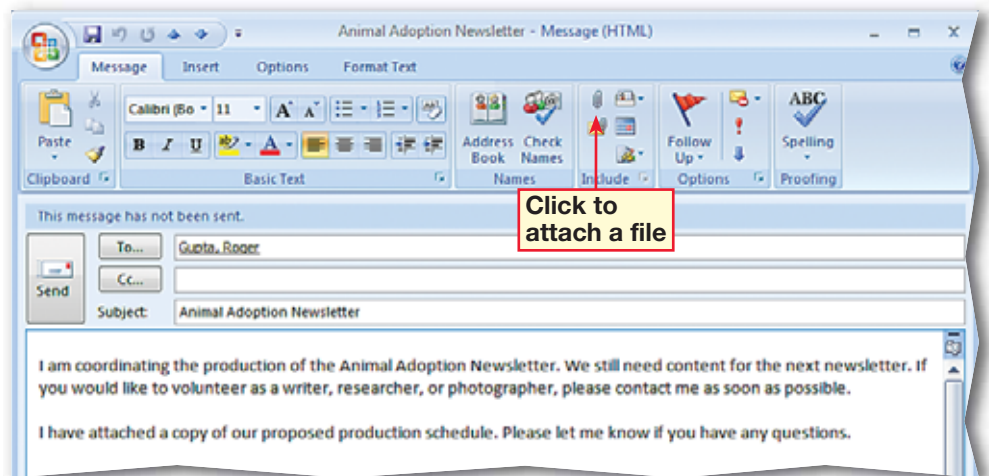 Animal Adoption Newsletter - Message (HTML)
Message Insert Options Format Text
Calibri (Bo 11 A A
B I U A
ABC
Paste
Address Book
Check Names
Follow Up
Spelling
Clipboard Basic Text Names Include Options Proofing
Click to
attach a file
This message has not been sent.
To... Gupta, Roger
Cc...
Send
Subject: Animal Adoption Newsletter
I am coordinating the production of the Animal Adoption Newsletter. We still need content for the next newsletter. If
you would like to volunteer as a writer, researcher, or photographer, please contact me as soon as possible.
I have attached a copy of our proposed production schedule. Please let me know if you have any questions.